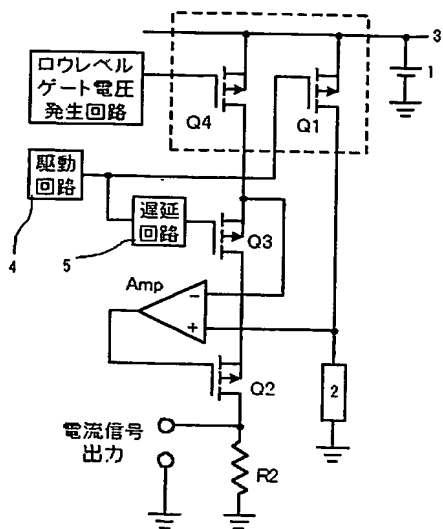 3
ロウレベル
ゲート電圧
発生回路
1
Q4
Q1
駆動
回路
遅延
回路
4
5
Q3
Amp
−
+
2
Q2
電流信号
出力
R2